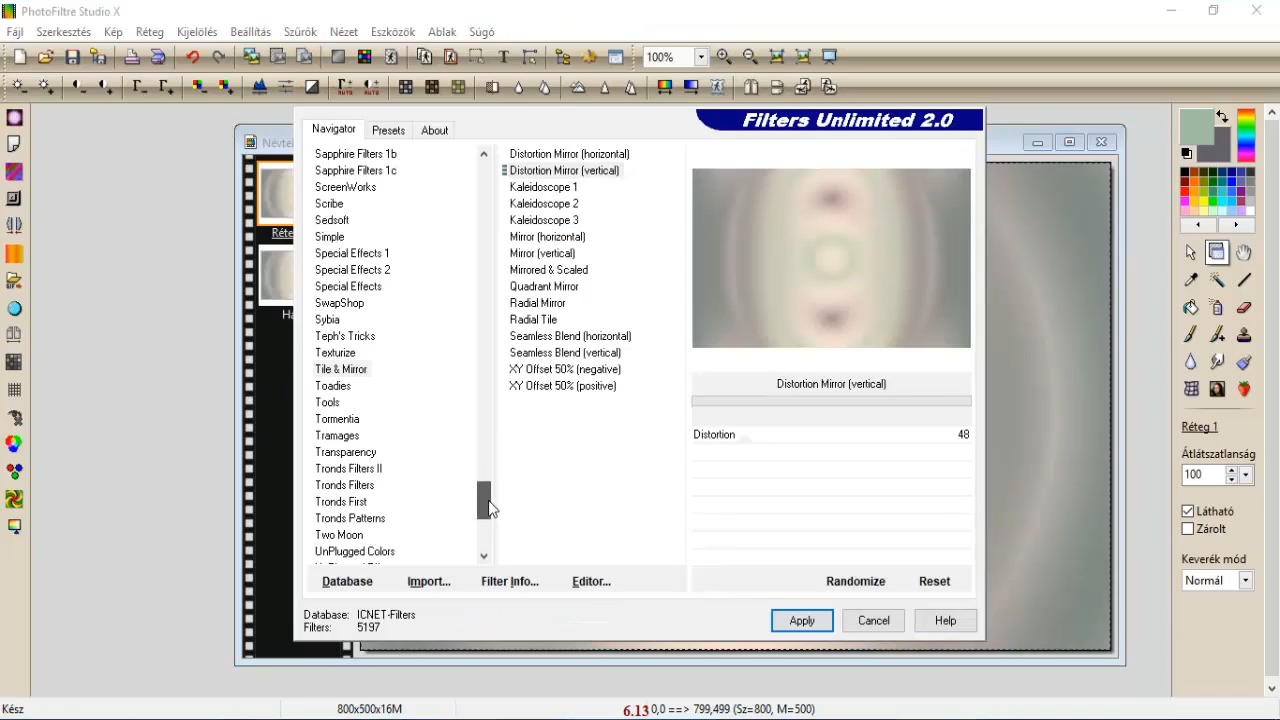 PhotoFiltre Studio X
Fájl Szerkesztés Kép Réteg Kijelölés Beállítás Szűrők Nézet Eszközök Ablak Súgó
100%
Navigator Presets About
Filters Unlimited 2.0
Sapphire Filters 1b
Sapphire Filters 1c
ScreenWorks
Scribe
Sedsoft
Simple
Special Effects 1
Special Effects 2
Special Effects
SwapShop
Sybia
Teph's Tricks
Texturize
Tile & Mirror
Toadies
Tools
Tormentia
Tramages
Transparency
Tronds Filters II
Tronds Filters
Tronds First
Tronds Patterns
Two Moon
UnPlugged Colors
Distortion Mirror (horizontal)
Distortion Mirror (vertical)
Kaleidoscope 1
Kaleidoscope 2
Kaleidoscope 3
Mirror (horizontal)
Mirror (vertical)
Mirrored & Scaled
Quadrant Mirror
Radial Mirror
Radial Tile
Seamless Blend (horizontal)
Seamless Blend (vertical)
XY Offset 50% (negative)
XY Offset 50% (positive)
Distortion Mirror (vertical)
Distortion 48
Database Import... Filter Info... Editor... Randomize Reset
Database: ICNET-Filters
Filters: 5197
Apply Cancel Help
Réteg 1
Átlátszatlanság
100
Látható
Zárolt
Keverék mód
Normál
Kész 800x500x16M 6.13 0,0 ==> 799,499 (Sz=800, M=500)